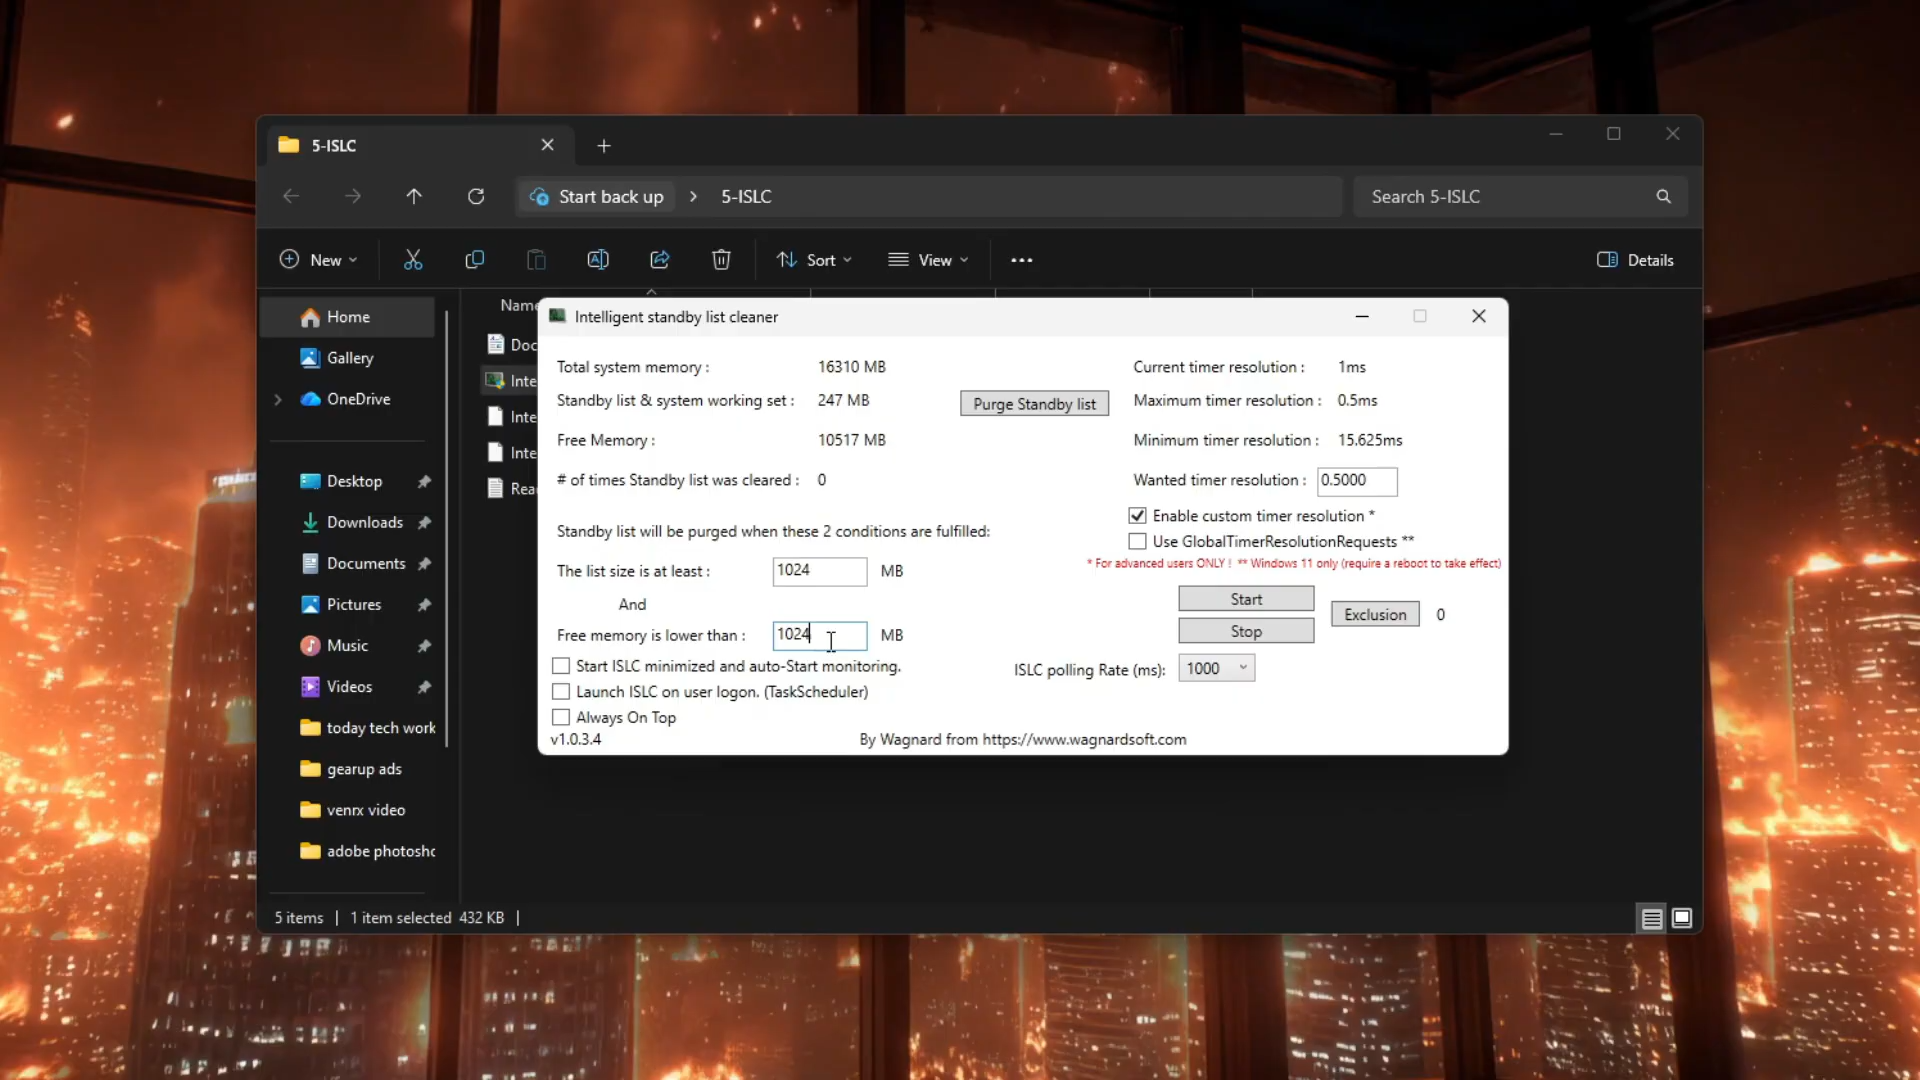 5-ISLC
Start back up > 5-ISLC
Search 5-ISLC
New
Sort
View
Details
Home
Gallery
OneDrive
Desktop
Downloads
Documents
Pictures
Music
Videos
today tech work
gearup ads
venrx video
adobe photosho
Name
Doc
Inte
Inte
Inte
Rea
Intelligent standby list cleaner
Total system memory : 16310 MB
Standby list & system working set : 247 MB
Purge Standby list
Free Memory : 10517 MB
# of times Standby list was cleared : 0
Standby list will be purged when these 2 conditions are fulfilled:
The list size is at least : 1024 MB
And
Free memory is lower than : 1024 MB
Start ISLC minimized and auto-Start monitoring.
Launch ISLC on user logon. (TaskScheduler)
Always On Top
v1.0.3.4
By Wagnard from https://www.wagnardsoft.com
Current timer resolution : 1ms
Maximum timer resolution : 0.5ms
Minimum timer resolution : 15.625ms
Wanted timer resolution : 0.5000
Enable custom timer resolution *
Use GlobalTimerResolutionRequests **
* For advanced users ONLY ! ** Windows 11 only (require a reboot to take effect)
Start
Stop
Exclusion 0
ISLC polling Rate (ms): 1000
5 items | 1 item selected 432 KB |